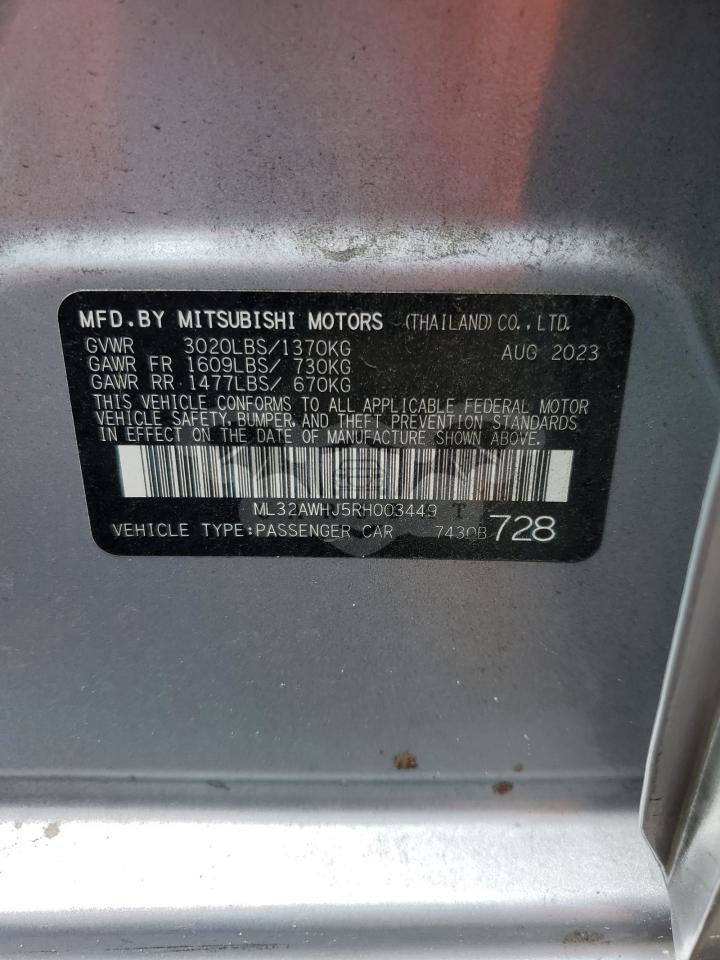 MFD.BY MITSUBISHI MOTORS (THAILAND) CO.,LTD.
GVWR 3020LBS/1370KG AUG 2023
GAWR FR 1609LBS/ 730KG
GAWR RR 1477LBS/ 670KG
THIS VEHICLE CONFORMS TO ALL APPLICABLE FEDERAL MOTOR
VEHICLE SAFETY, BUMPER, AND THEFT PREVENTION STANDARDS
IN EFFECT ON THE DATE OF MANUFACTURE SHOWN ABOVE.
ML32AWHJ5RH003449
VEHICLE TYPE:PASSENGER CAR 7430B 728